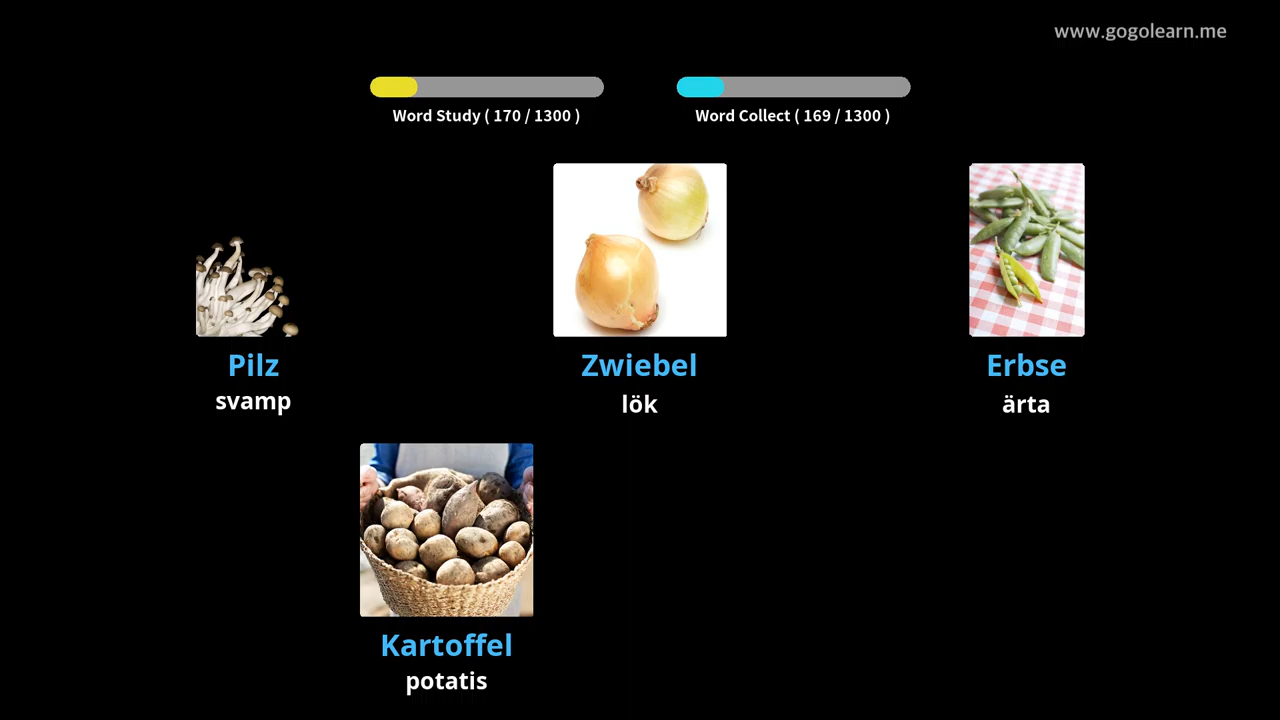 www.gogolearn.me
Word Study ( 170 / 1300 )
Word Collect ( 169 / 1300 )
Pilz
svamp
Zwiebel
lök
Erbse
ärta
Kartoffel
potatis